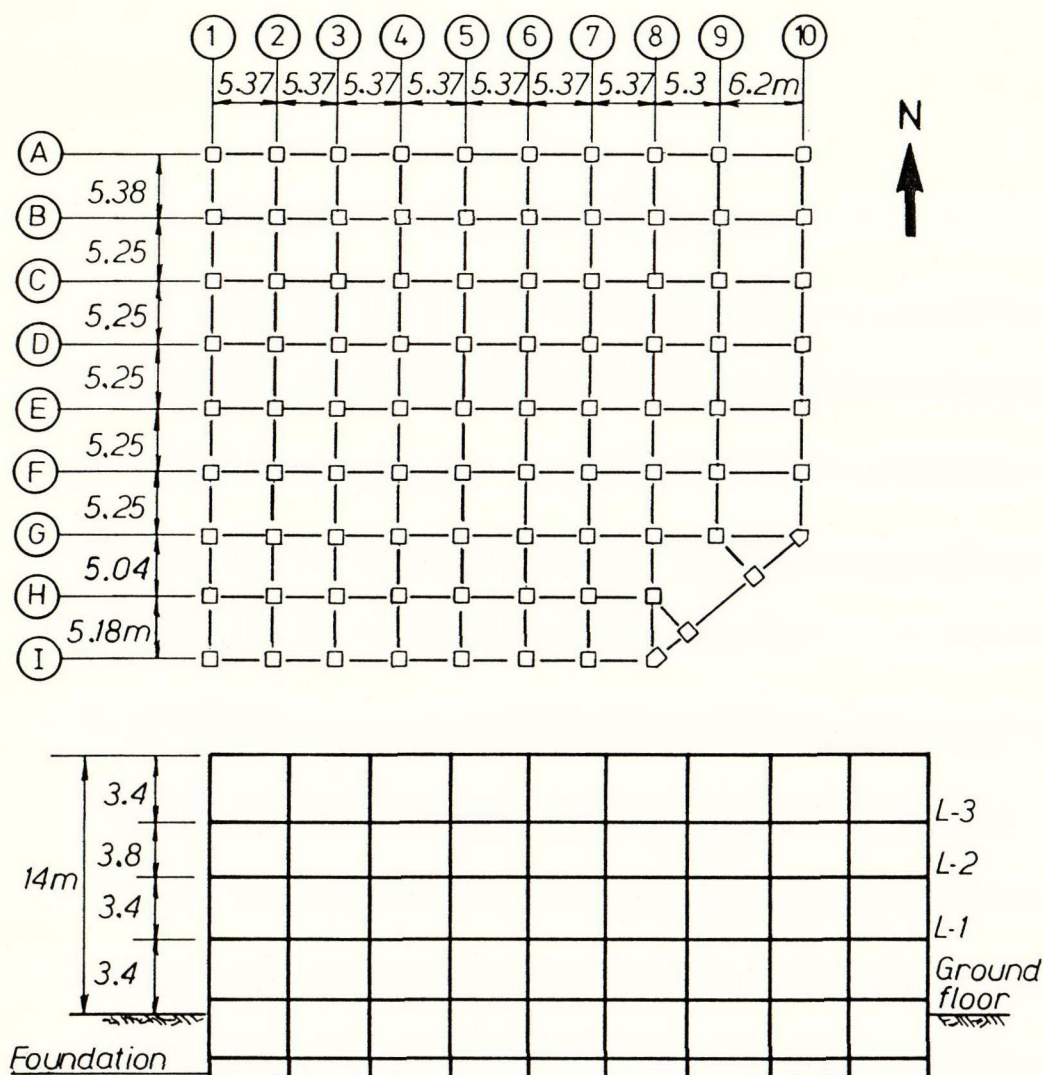 1 2 3 4 5 6 7 8 9 10
5.37 5.37 5.37 5.37 5.37 5.37 5.37 5.3 6.2m
N
A
5.38
B
5.25
C
5.25
D
5.25
E
5.25
F
5.25
G
5.04
H
5.18m
I
14m
3.4
3.8
3.4
3.4
L-3
L-2
L-1
Ground
floor
Foundation